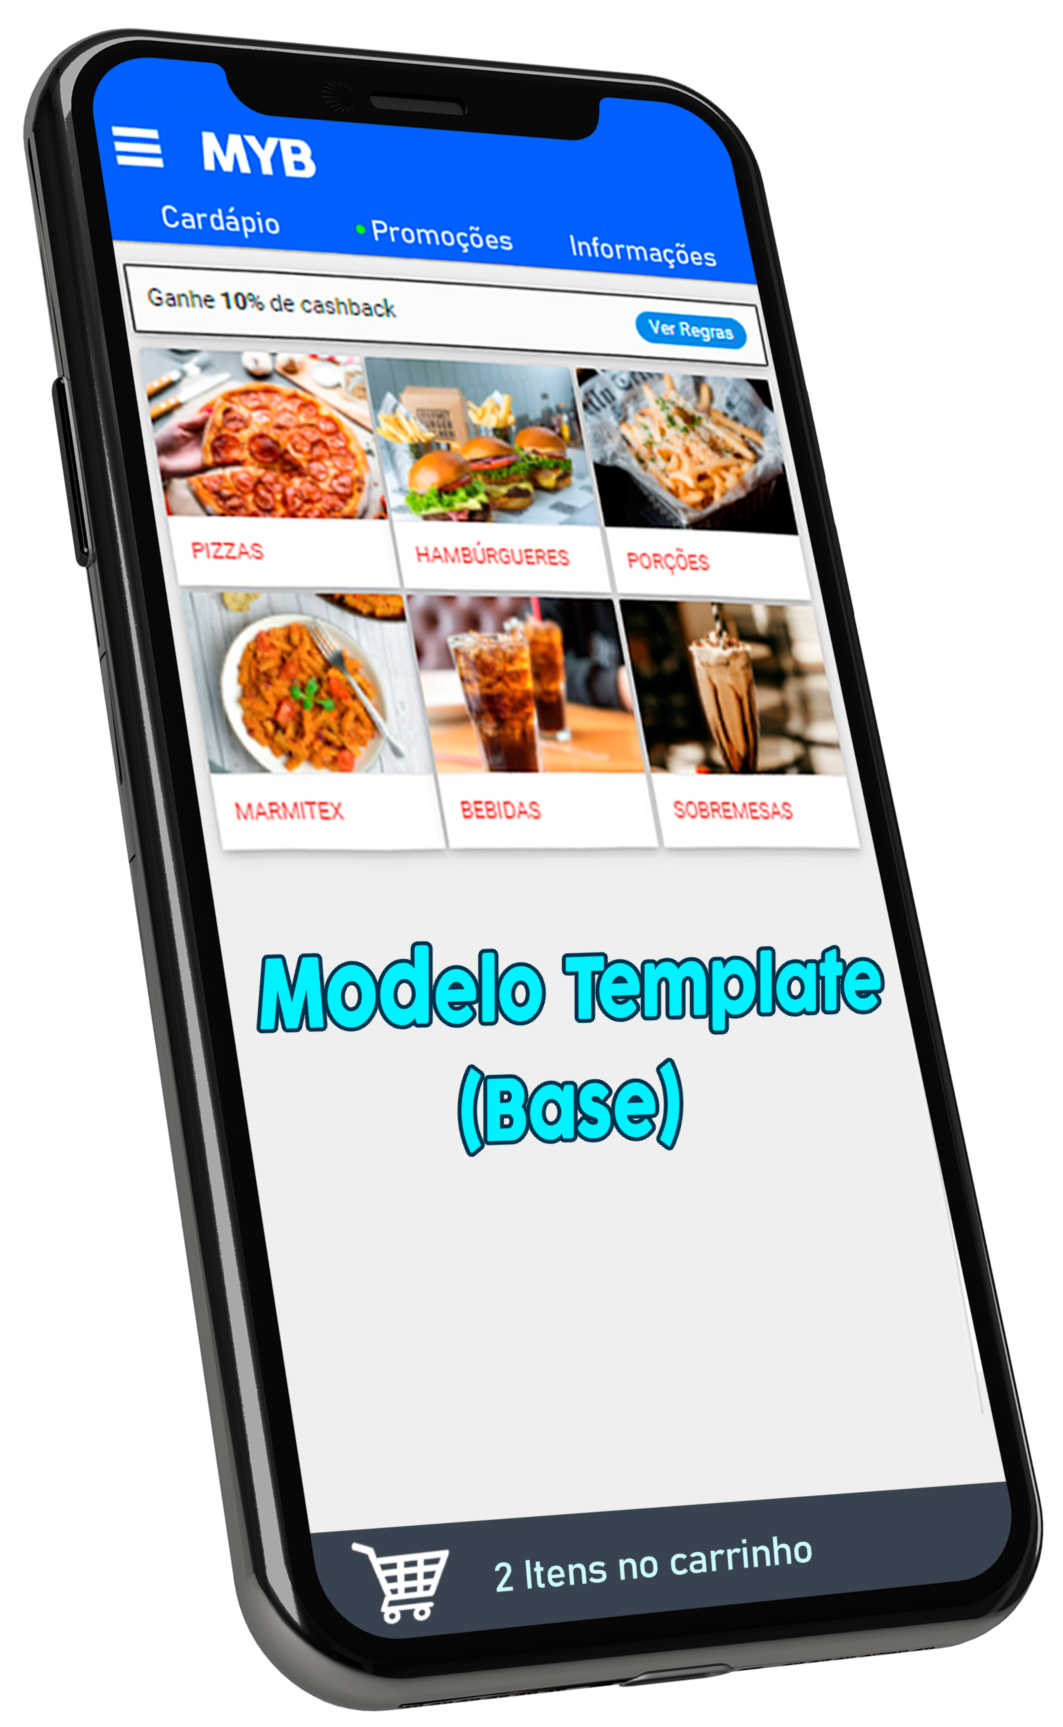 MYB
Cardápio
Promoções
Informações
Ganhe 10% de cashback
Ver Regras
PIZZAS
HAMBÚRGUERES
PORÇÕES
MARMITEX
BEBIDAS
SOBREMESAS
Modelo Template
(Base)
2 Itens no carrinho